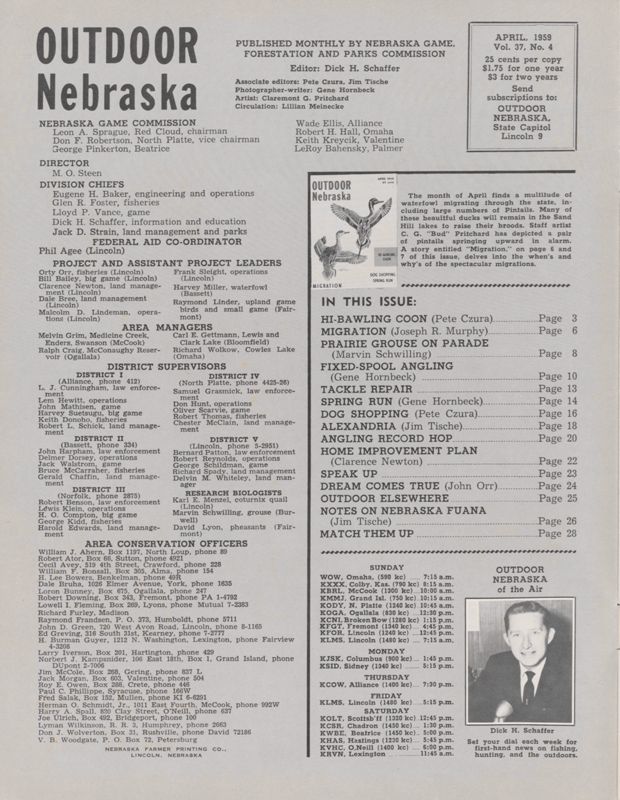 OUTDOOR
Nebraska
PUBLISHED MONTHLY BY NEBRASKA GAME,
FORESTATION AND PARKS COMMISSION
Editor: Dick H. Schaffer
Associate editors: Pete Czura, Jim Tische
Photographer-writer: Gene Hornbeck
Artist: Claremont G. Pritchard
Circulation: Lillian Meinecke
APRIL, 1959
Vol. 37, No. 4
25 cents per copy
$1.75 for one year
$3 for two years
Send
subscriptions to:
OUTDOOR
NEBRASKA,
State Capitol
Lincoln 9
NEBRASKA GAME COMMISSION
Leon A. Sprague, Red Cloud, chairman
Don F. Robertson, North Platte, vice chairman
George Pinkerton, Beatrice
Wade Ellis, Alliance
Robert H. Hall, Omaha
Keith Kreycik, Valentine
LeRoy Bahensky, Palmer
DIRECTOR
M. O. Steen
DIVISION CHIEFS
Eugene H. Baker, engineering and operations
Glen R. Foster, fisheries
Lloyd P. Vance, game
Dick H. Schaffer, information and education
Jack D. Strain, land management and parks
FEDERAL AID CO-ORDINATOR
Phil Agee (Lincoln)
PROJECT AND ASSISTANT PROJECT LEADERS
Orty Orr, fisheries (Lincoln)
Bill Bailey, big game (Lincoln)
Clarence Newton, land manage-
ment (Lincoln)
Dale Bree, land management
(Lincoln)
Malcolm D. Lindeman, opera-
tions (Lincoln)
Frank Sleight, operations
(Lincoln)
Harvey Miller, waterfowl
(Bassett)
Raymond Linder, upland game
birds and small game (Fair-
mont)
AREA MANAGERS
Melvin Grim, Medicine Creek,
Enders, Swanson (McCook)
Ralph Craig, McConaughy Reser-
voir (Ogallala)
Carl E. Gettmann, Lewis and
Clark Lake (Bloomfield)
Richard Wolkow, Cowles Lake
(Omaha)
DISTRICT SUPERVISORS
DISTRICT I
(Alliance, phone 412)
L. J. Cunningham, law enforce-
ment
Lem Hewitt, operations
John Mathisen, game
Harvey Suetsugu, big game
Keith Donoho, fisheries
Robert L. Schick, land manage-
ment
DISTRICT II
(Bassett, phone 334)
John Harpham, law enforcement
Delmer Dorsey, operations
Jack Walstrom, game
Bruce McCarraher, fisheries
Gerald Chaffin, land manage-
ment
DISTRICT III
(Norfolk, phone 2875)
Robert Benson, law enforcement
Lewis Klein, operations
H. O. Compton, big game
George Kidd, fisheries
Harold Edwards, land manage-
ment
DISTRICT IV
(North Platte, phone 4425-26)
Samuel Grasmick, law enforce-
ment
Don Hunt, operations
Oliver Scarvie, game
Robert Thomas, fisheries
Chester McClain, land manage-
ment
DISTRICT V
(Lincoln, phone 5-2951)
Bernard Patton, law enforcement
Robert Reynolds, operations
George Schildman, game
Richard Spady, land management
Delvin M. Whiteley, land man-
ager
RESEARCH BIOLOGISTS
Karl E. Menzel, coturnix quail
(Lincoln)
Marvin Schwilling, grouse (Bur-
well)
David Lyon, pheasants (Fair-
mont)
AREA CONSERVATION OFFICERS
William J. Ahern, Box 1197, North Loup, phone 89
Robert Ator, Box 66, Sutton, phone 4921
Cecil Avey, 519 4th Street, Crawford, phone 228
William F. Bonsall, Box 305, Alma, phone 154
H. Lee Bowers, Benkelman, phone 49R
Dale Bruha, 1026 Elmer Avenue, York, phone 1635
Loron Bunney, Box 675, Ogallala, phone 247
Robert Downing, Box 343, Fremont, phone PA 1-4792
Lowell I. Fleming, Box 269, Lyons, phone Mutual 7-2383
Richard Furley, Madison
Raymond Frandsen, P. O. 373, Humboldt, phone 5711
John D. Green, 720 West Avon Road, Lincoln, phone 8-1165
Ed Greving, 316 South 31st, Kearney, phone 7-2777
H. Burman Guyer, 1212 N. Washington, Lexington, phone Fairview
4-3208
Larry Iverson, Box 201, Hartington, phone 429
Norbert J. Kampsnider, 106 East 18th, Box 1, Grand Island, phone
DUpont 2-7006
Jim McCole, Box 268, Gering, phone 837 L
Jack Morgan, Box 603, Valentine, phone 504
Roy E. Owen, Box 288, Crete, phone 446
Paul C. Phillippe, Syracuse, phone 166W
Fred Salak, Box 152, Mullen, phone KI 6-6291
Herman O. Schmidt, Jr., 1011 East Fourth, McCook, phone 992W
Harry A. Spall, 820 Clay Street, O'Neill, phone 637
Joe Ulrich, Box 492, Bridgeport, phone 100
Lyman Wilkinson, R. R. 3, Humphrey, phone 2663
Don J. Wolverton, Box 31, Rushville, phone David 72186
V. B. Woodgate, P. O. Box 72, Petersburg
NEBRASKA FARMER PRINTING CO.,
LINCOLN, NEBRASKA
OUTDOOR
Nebraska
DOG SHOPPING
SPRING RUN
MIGRATION
The month of April finds a multitude of
waterfowl migrating through the state, in-
cluding large numbers of Pintails. Many of
these beautiful ducks will remain in the Sand
Hill lakes to raise their broods. Staff artist
C. G. "Bud" Pritchard has depicted a pair
of pintails springing upward in alarm.
A story entitled "Migration," on page 6 and
7 of this issue, delves into the when's and
why's of the spectacular migrations.
IN THIS ISSUE:
HI-BAWLING COON (Pete Czura)..........Page 3
MIGRATION (Joseph R. Murphy)..........Page 6
PRAIRIE GROUSE ON PARADE
(Marvin Schwilling) ..........Page 8
FIXED-SPOOL ANGLING
(Gene Hornbeck) ..........Page 10
TACKLE REPAIR ..........Page 13
SPRING RUN (Gene Hornbeck)..........Page 14
DOG SHOPPING (Pete Czura)..........Page 16
ALEXANDRIA (Jim Tische)..........Page 18
ANGLING RECORD HOP..........Page 20
HOME IMPROVEMENT PLAN
(Clarence Newton) ..........Page 22
SPEAK UP ..........Page 23
DREAM COMES TRUE (John Orr)..........Page 24
OUTDOOR ELSEWHERE ..........Page 25
NOTES ON NEBRASKA FUANA
(Jim Tische) ..........Page 26
MATCH THEM UP ..........Page 28
SUNDAY
WOW, Omaha, (590 kc) .... 7:15 a.m.
KXXX, Colby, Kas. (790 kc) 8:15 a.m.
KBRL, McCook (1300 kc) ..10:00 a.m.
KMMJ, Grand Isl. (750 kc) 10:15 a.m.
KODY, N. Platte (1240 kc) 10:45 a.m.
KOGA, Ogallala (830 kc)...12:30 p.m.
KCNI, Broken Bow (1280 kc) 1:15 p.m.
KFGT, Fremont (1340 kc) .. 4:45 p.m.
KFOR, Lincoln (1240 kc) ...12:45 p.m.
KLMS, Lincoln (1480 kc) .. 7:15 a.m.
MONDAY
KJSK, Columbus (900 kc) .. 1:45 p.m.
KSID, Sidney (1340 kc) .... 5:15 p.m.
THURSDAY
KCOW, Alliance (1400 kc) .. 7:30 p.m.
FRIDAY
KLMS, Lincoln (1480 kc) .. 5:15 p.m.
SATURDAY
KOLT, Scottsb'ff (1320 kc) 12:45 p.m.
KCSR, Chadron (1450 kc) .. 1:30 p.m.
KWBE, Beatrice (1450 kc) .. 5:00 p.m.
KHAS, Hastings (1230 kc) .. 5:45 p.m.
KVHC, O.Neill (1400 kc) .. 6:00 p.m.
KRVN, Lexington ..........11:45 a.m.
OUTDOOR
NEBRASKA
of the Air
Dick H. Schaffer
Set your dial each week for
first-hand news on fishing,
hunting, and the outdoors.